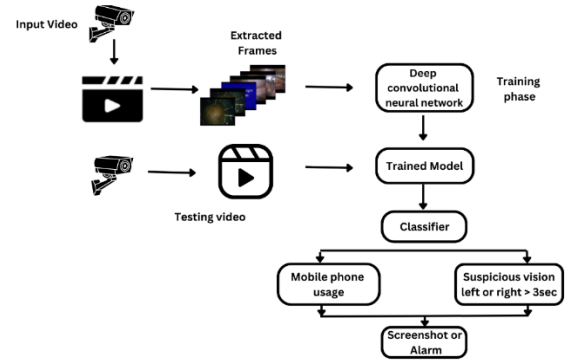 Input Video
Extracted
Frames
Deep
convolutional
neural network
Training
phase
Trained Model
Testing video
Classifier
Mobile phone
usage
Suspicious vision
left or right > 3sec
Screenshot or
Alarm